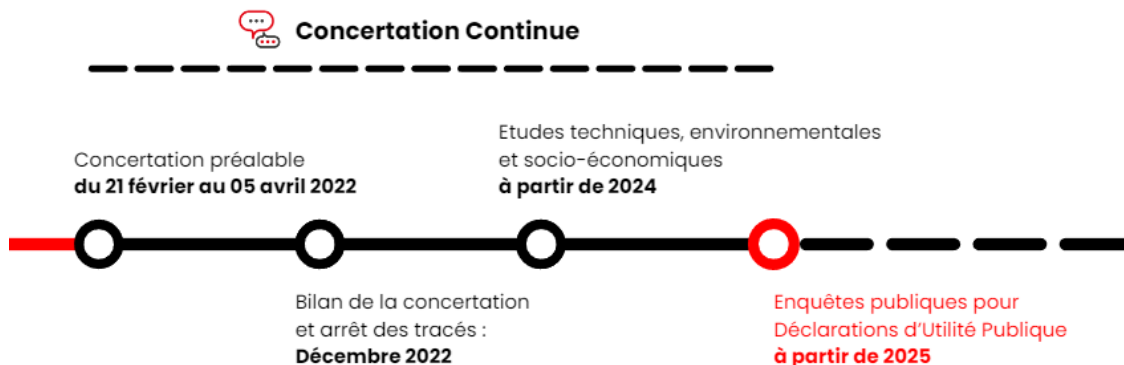 Concertation Continue
Concertation préalable
du 21 février au 05 avril 2022
Bilan de la concertation
et arrêt des tracés :
Décembre 2022
Etudes techniques, environnementales
et socio-économiques
à partir de 2024
Enquêtes publiques pour
Déclarations d'Utilité Publique
à partir de 2025